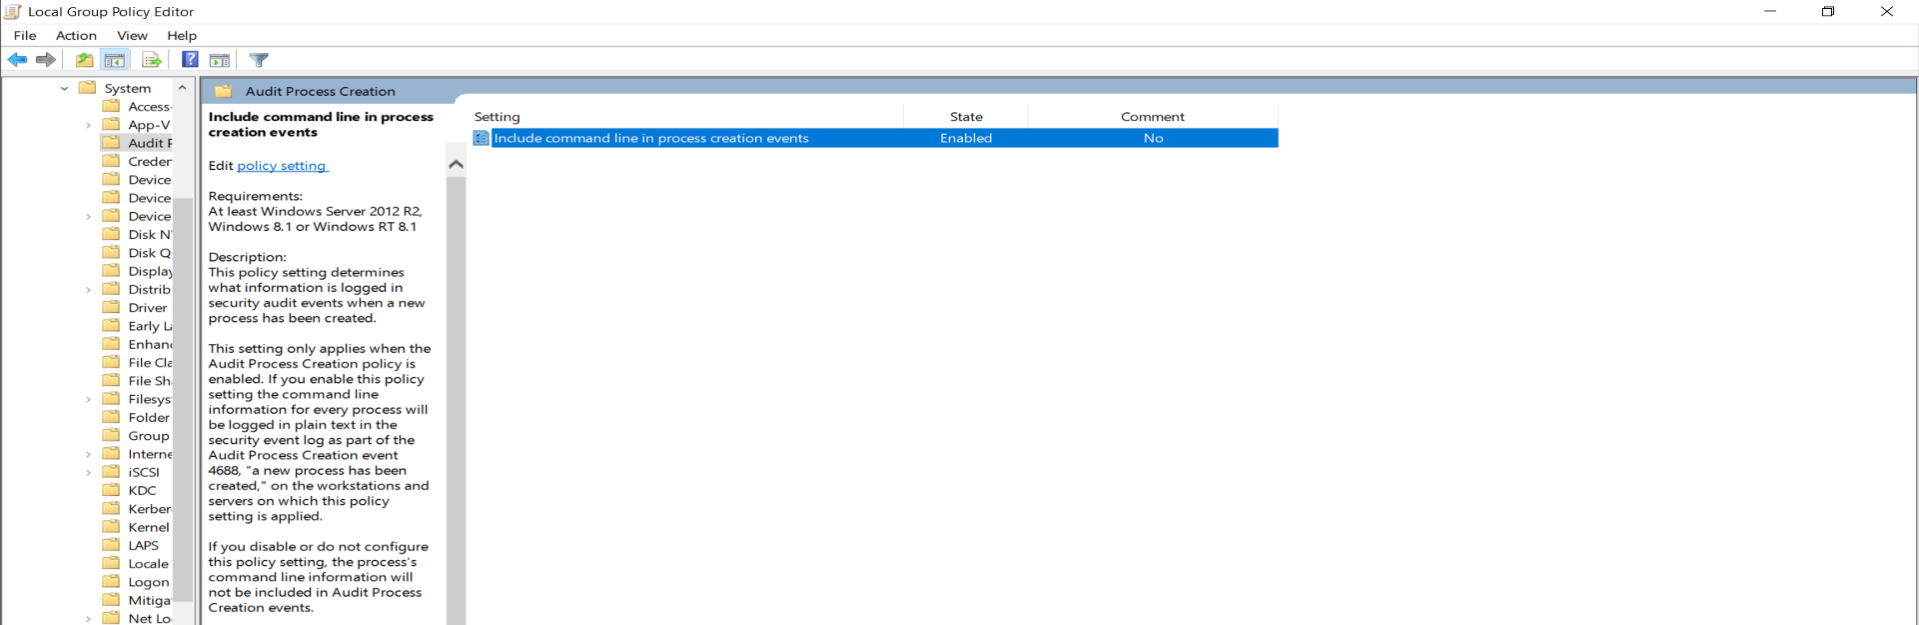 Local Group Policy Editor
File Action View Help
System
Access-
App-V
Audit P
Creden
Device
Device
Device
Disk N
Disk Q
Display
Distrib
Driver
Early La
Enhanc
File Cla
File Sh
Filesys
Folder
Group
Interne
iSCSI
KDC
Kerber
Kernel
LAPS
Locale
Logon
Mitiga
Net Lo
Audit Process Creation
Include command line in process
creation events
Edit policy setting
Requirements:
At least Windows Server 2012 R2,
Windows 8.1 or Windows RT 8.1
Description:
This policy setting determines
what information is logged in
security audit events when a new
process has been created.
This setting only applies when the
Audit Process Creation policy is
enabled. If you enable this policy
setting the command line
information for every process will
be logged in plain text in the
security event log as part of the
Audit Process Creation event
4688, "a new process has been
created," on the workstations and
servers on which this policy
setting is applied.
If you disable or do not configure
this policy setting, the process's
command line information will
not be included in Audit Process
Creation events.
Setting State Comment
Include command line in process creation events Enabled No